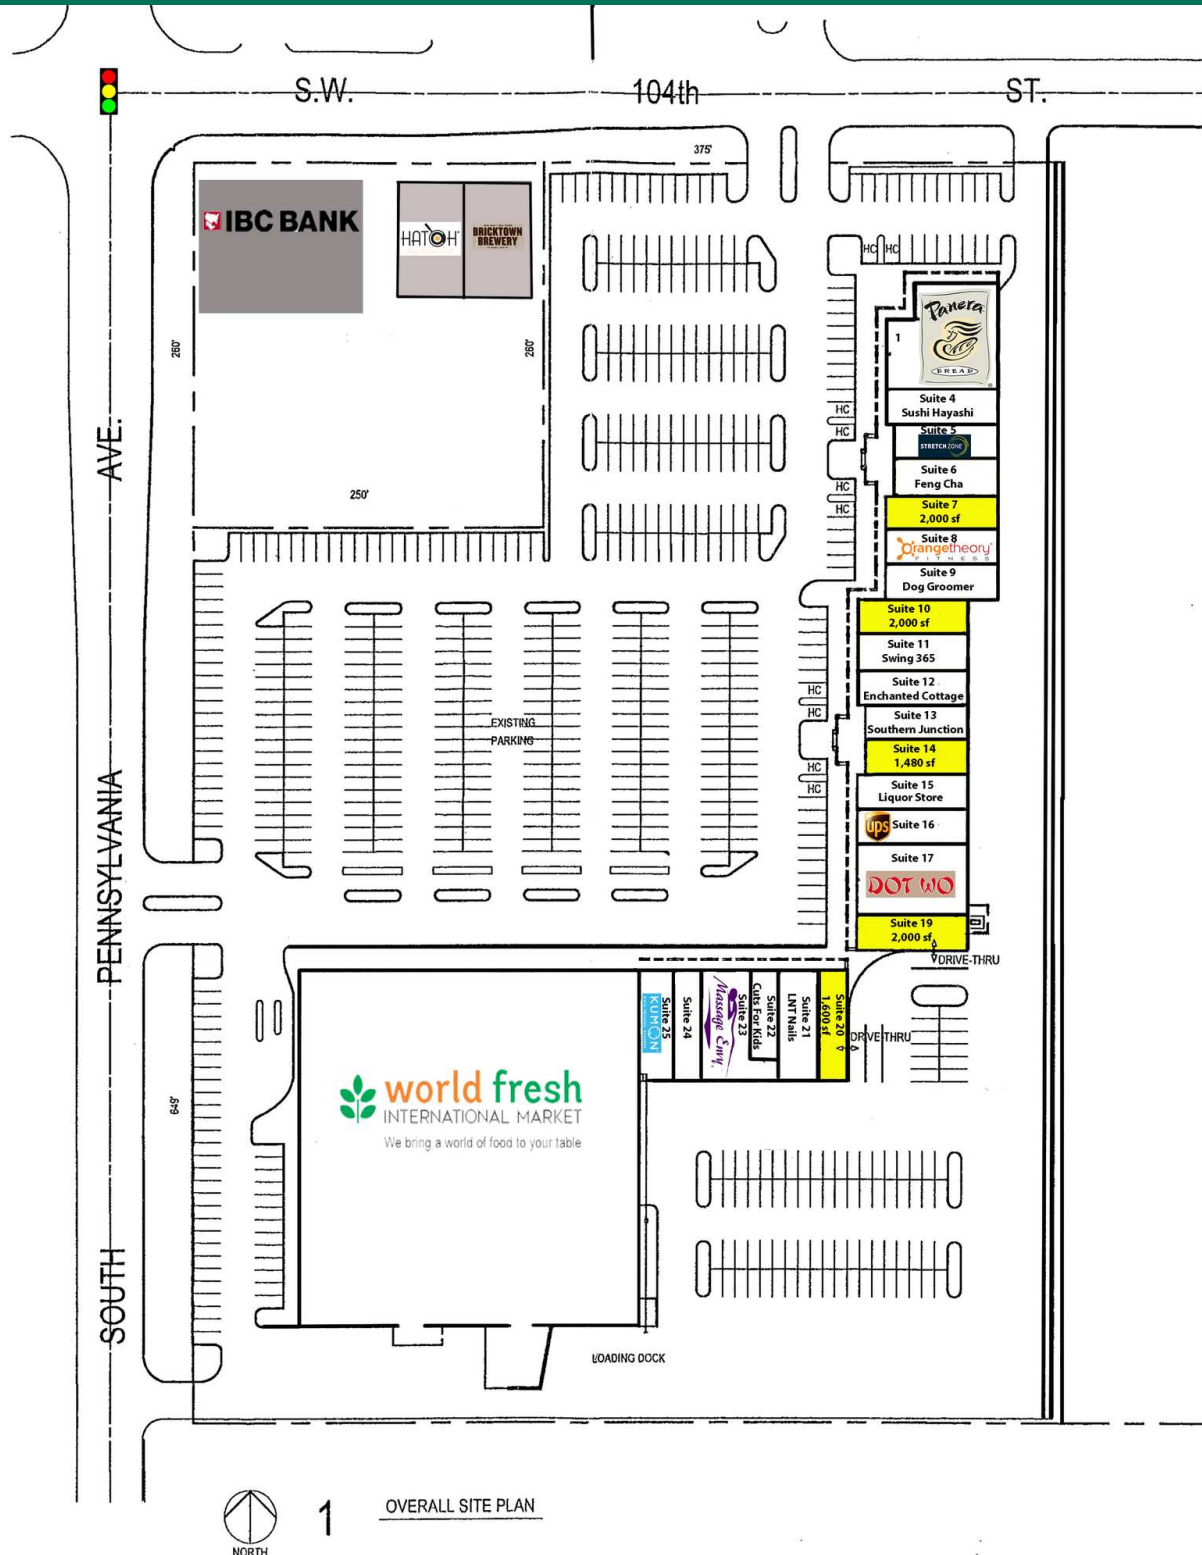 S.W. 104th ST.
375'
IBC BANK
HATCH
BRICKTOWN
BREWERY
260'
260'
250'
HC HC
Panera
BREAD
1
Suite 4
Sushi Hayashi
HC
HC
Suite 5
STRETCH ZONE
Suite 6
Feng Cha
HC
HC
Suite 7
2,000 sf
Suite 8
Orangetheory
FITNESS
Suite 9
Dog Groomer
Suite 10
2,000 sf
Suite 11
Swing 365
Suite 12
Enchanted Cottage
HC
HC
Suite 13
Southern Junction
Suite 14
1,480 sf
HC
HC
Suite 15
Liquor Store
ups Suite 16
Suite 17
DOT WO
Suite 19
2,000 sf
DRIVE-THRU
EXISTING
PARKING
SOUTH PENNSYLVANIA AVE.
Suite 25
KUMON
Suite 24
Suite 23
Massage Envy
Suite 22
Cuts For Kids
Suite 21
LNT Nails
Suite 20
1,600 sf
DRIVE-THRU
world fresh
INTERNATIONAL MARKET
We bring a world of food to your table
649'
LOADING DOCK
1 OVERALL SITE PLAN
NORTH